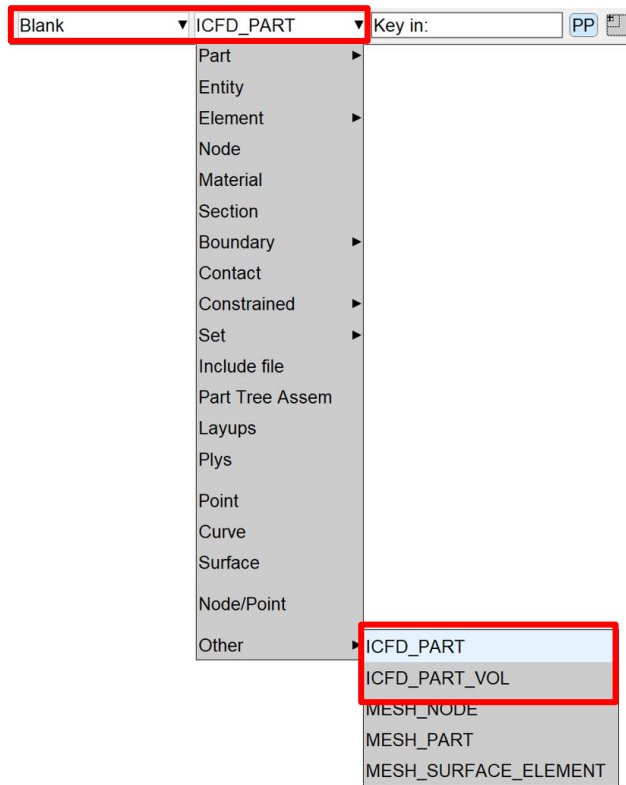 Blank ICFD_PART Key in: PP
Part
Entity
Element
Node
Material
Section
Boundary
Contact
Constrained
Set
Include file
Part Tree Assem
Layups
Plys
Point
Curve
Surface
Node/Point
Other
ICFD_PART
ICFD_PART_VOL
MESH_NODE
MESH_PART
MESH_SURFACE_ELEMENT